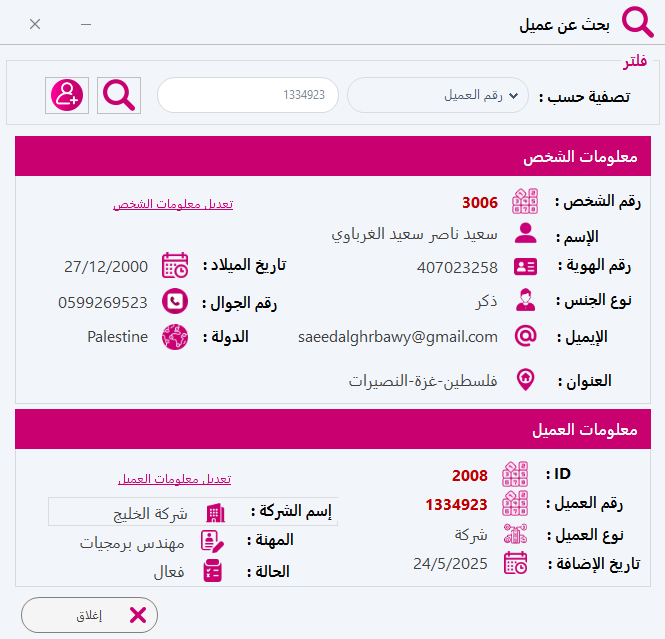 بحث عن عميل
فلتر
تصفية حسب : رقم العميل 1334923
معلومات الشخص
رقم الشخص : 3006 تعديل معلومات الشخص
الإسم : سعيد ناصر سعيد الغرباوي
رقم الهوية : 407023258 تاريخ الميلاد : 27/12/2000
نوع الجنس : ذكر رقم الجوال : 0599269523
الإيميل : saeedalghrbawy@gmail.com الدولة : Palestine
العنوان : فلسطين-غزة-النصيرات
معلومات العميل
ID : 2008 تعديل معلومات العميل
رقم العميل : 1334923 إسم الشركة : شركة الخليج
نوع العميل : شركة المهنة : مهندس برمجيات
تاريخ الإضافة : 24/5/2025 الحالة : فعال
إغلاق